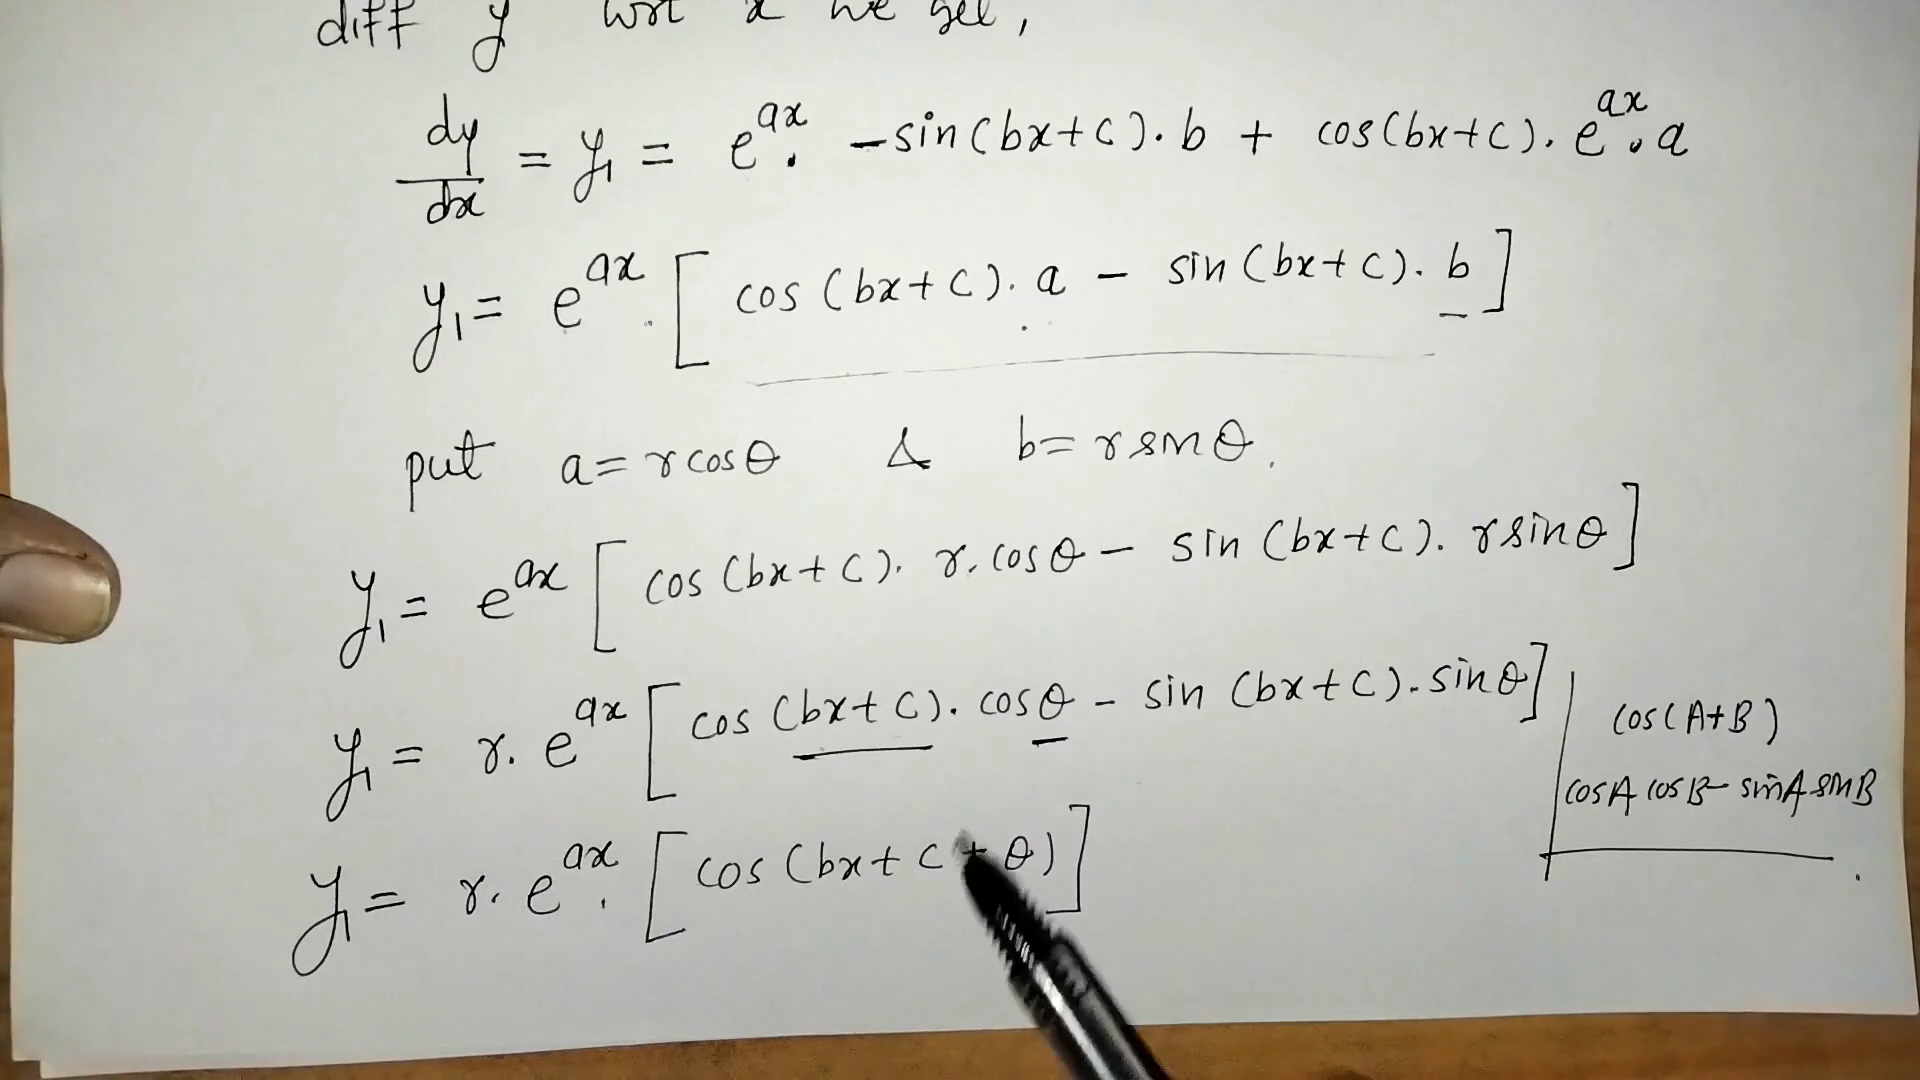 diff y wrt x we get,
dy/dx = y₁ = e^ax . -sin(bx+c). b + cos(bx+c). e^ax . a
y₁ = e^ax . [cos (bx+c). a - sin (bx+c). b]
put a = r cosθ & b = r sinθ.
y₁ = e^ax [cos (bx+c). r. cosθ - sin (bx+c). r sinθ]
y₁ = r. e^ax [cos (bx+c). cosθ - sin (bx+c). sinθ]
cos(A+B)
cosA cosB - sinA sinB
y₁ = r. e^ax . [cos (bx+c+θ)]